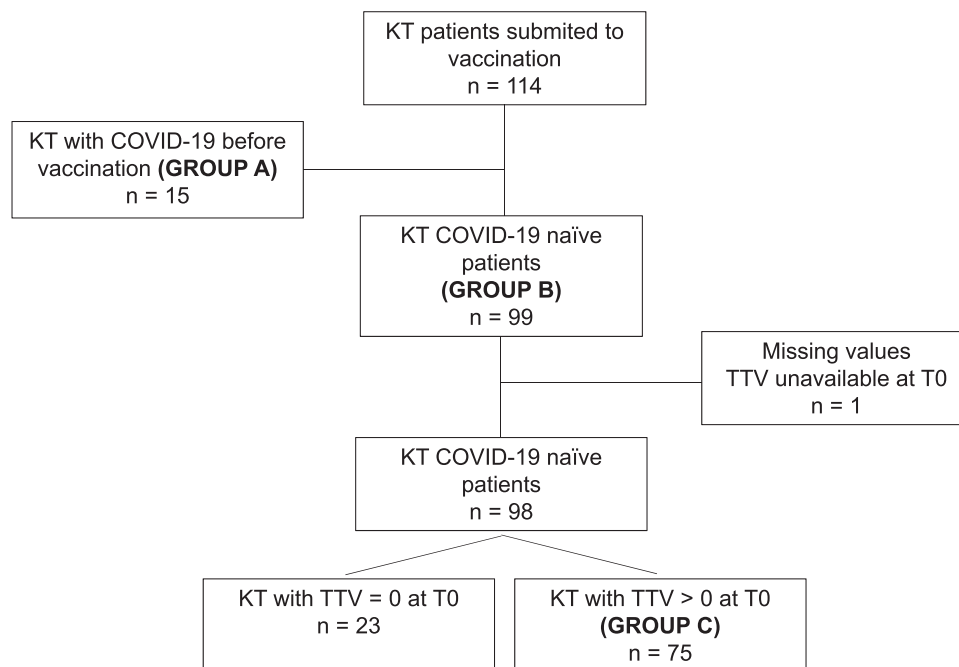 KT patients submited to
vaccination
n = 114
KT with COVID-19 before
vaccination (GROUP A)
n = 15
KT COVID-19 naïve
patients
(GROUP B)
n = 99
Missing values
TTV unavailable at T0
n = 1
KT COVID-19 naïve
patients
n = 98
KT with TTV = 0 at T0
n = 23
KT with TTV > 0 at T0
(GROUP C)
n = 75